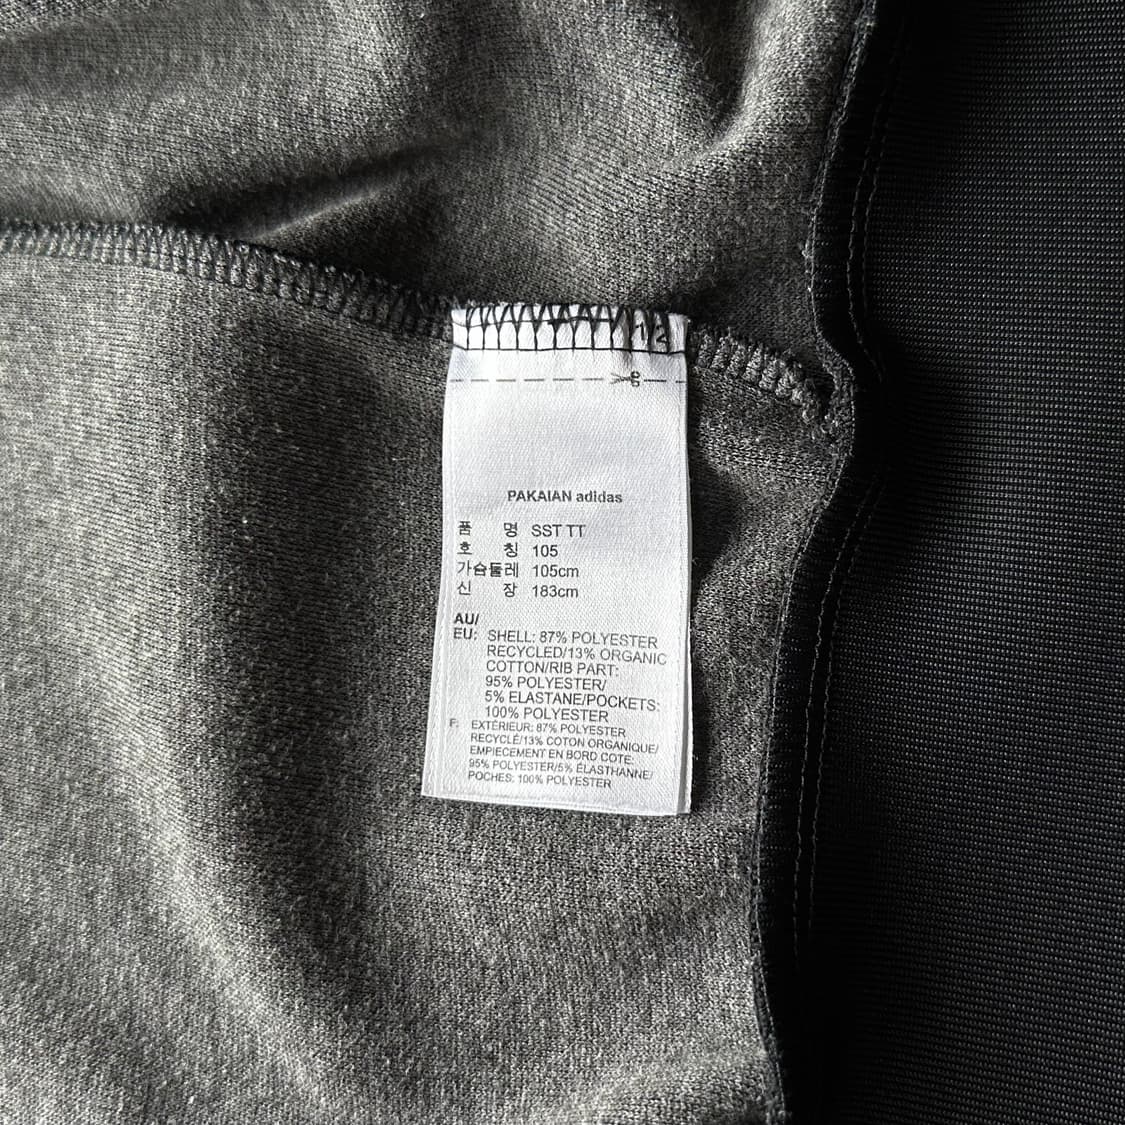 1/2
PAKAIAN adidas
품 명 SST TT
호 칭 105
가슴둘레 105cm
신 장 183cm
AU/
EU: SHELL: 87% POLYESTER
RECYCLED/13% ORGANIC
COTTON/RIB PART:
95% POLYESTER/
5% ELASTANE/POCKETS:
100% POLYESTER
F: EXTÉRIEUR: 87% POLYESTER
RECYCLÉ/13% COTON ORGANIQUE/
EMPIECEMENT EN BORD COTE:
95% POLYESTER/5% ÉLASTHANNE/
POCHES: 100% POLYESTER